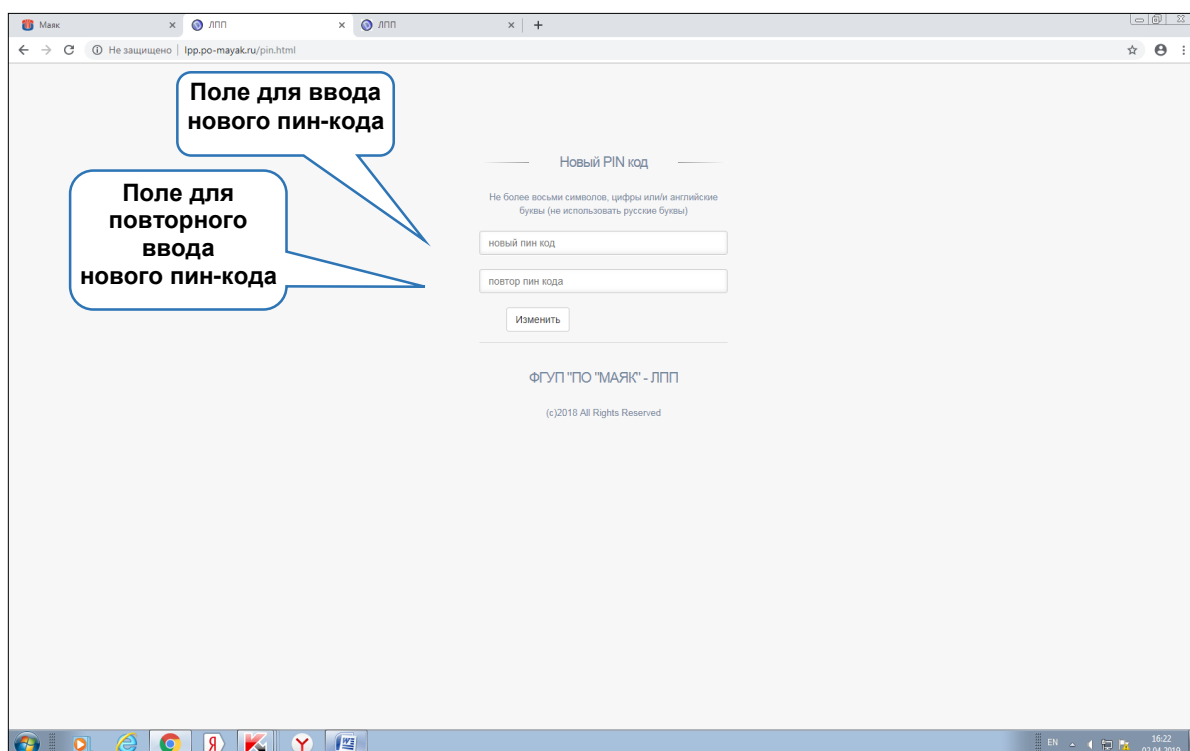 Маяк
ЛПП
ЛПП
Не защищено | lpp.po-mayak.ru/pin.html
Поле для ввода
нового пин-кода
Поле для
повторного
ввода
нового пин-кода
Новый PIN код
Не более восьми символов, цифры или/и английские
буквы (не использовать русские буквы)
новый пин код
повтор пин кода
Изменить
ФГУП "ПО "МАЯК" - ЛПП
(c)2018 All Rights Reserved
EN
16:22